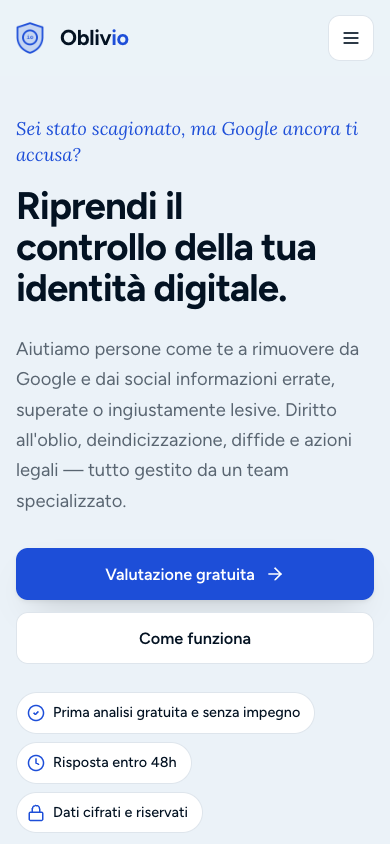 Oblivio
Sei stato scagionato, ma Google ancora ti
accusa?
Riprendi il
controllo della tua
identità digitale.
Aiutiamo persone come te a rimuovere da
Google e dai social informazioni errate,
superate o ingiustamente lesive. Diritto
all'oblio, deindicizzazione, diffide e azioni
legali — tutto gestito da un team
specializzato.
Valutazione gratuita
Come funziona
Prima analisi gratuita e senza impegno
Risposta entro 48h
Dati cifrati e riservati